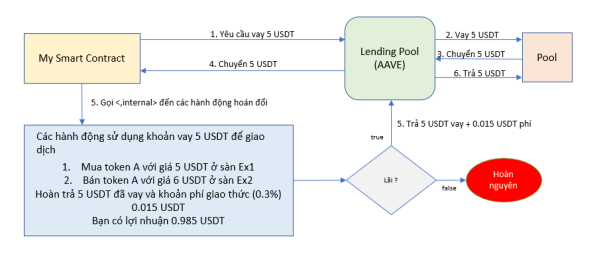 1. Yêu cầu vay 5 USDT
2. Vay 5 USDT
My Smart Contract
Lending Pool
(AAVE)
3. Chuyển 5 USDT
Pool
4. Chuyển 5 USDT
6. Trả 5 USDT
5. Gọi <,internal> đến các hành động hoán đổi
Các hành động sử dụng khoản vay 5 USDT để giao
dịch
1. Mua token A với giá 5 USDT ở sàn Ex1
2. Bán token A với giá 6 USDT ở sàn Ex2
Hoàn trả 5 USDT đã vay và khoản phí giao thức (0.3%)
0.015 USDT
Bạn có lợi nhuận 0.985 USDT
5. Trả 5 USDT vay + 0.015 USDT phí
true
Lãi ?
false
Hoàn
nguyên